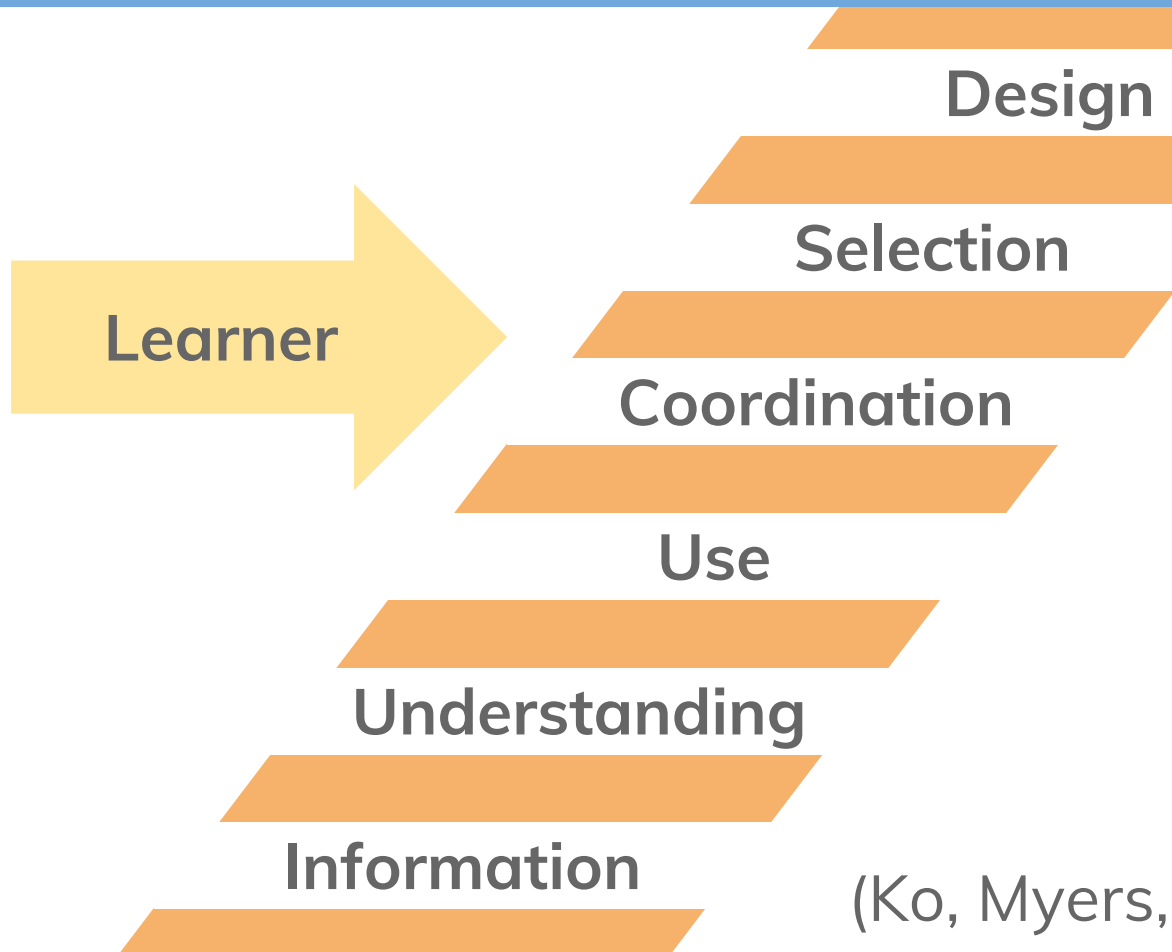 Design
Selection
Learner
Coordination
Use
Understanding
Information
(Ko, Myers,